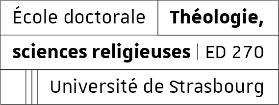 École doctorale Théologie,
sciences religieuses | ED 270
Université de Strasbourg